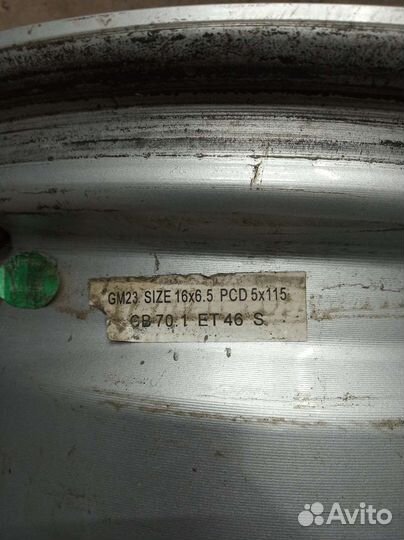 GM23 SIZE 16x6.5 PCD 5x115
CB 70.1 ET 46 S
Avito